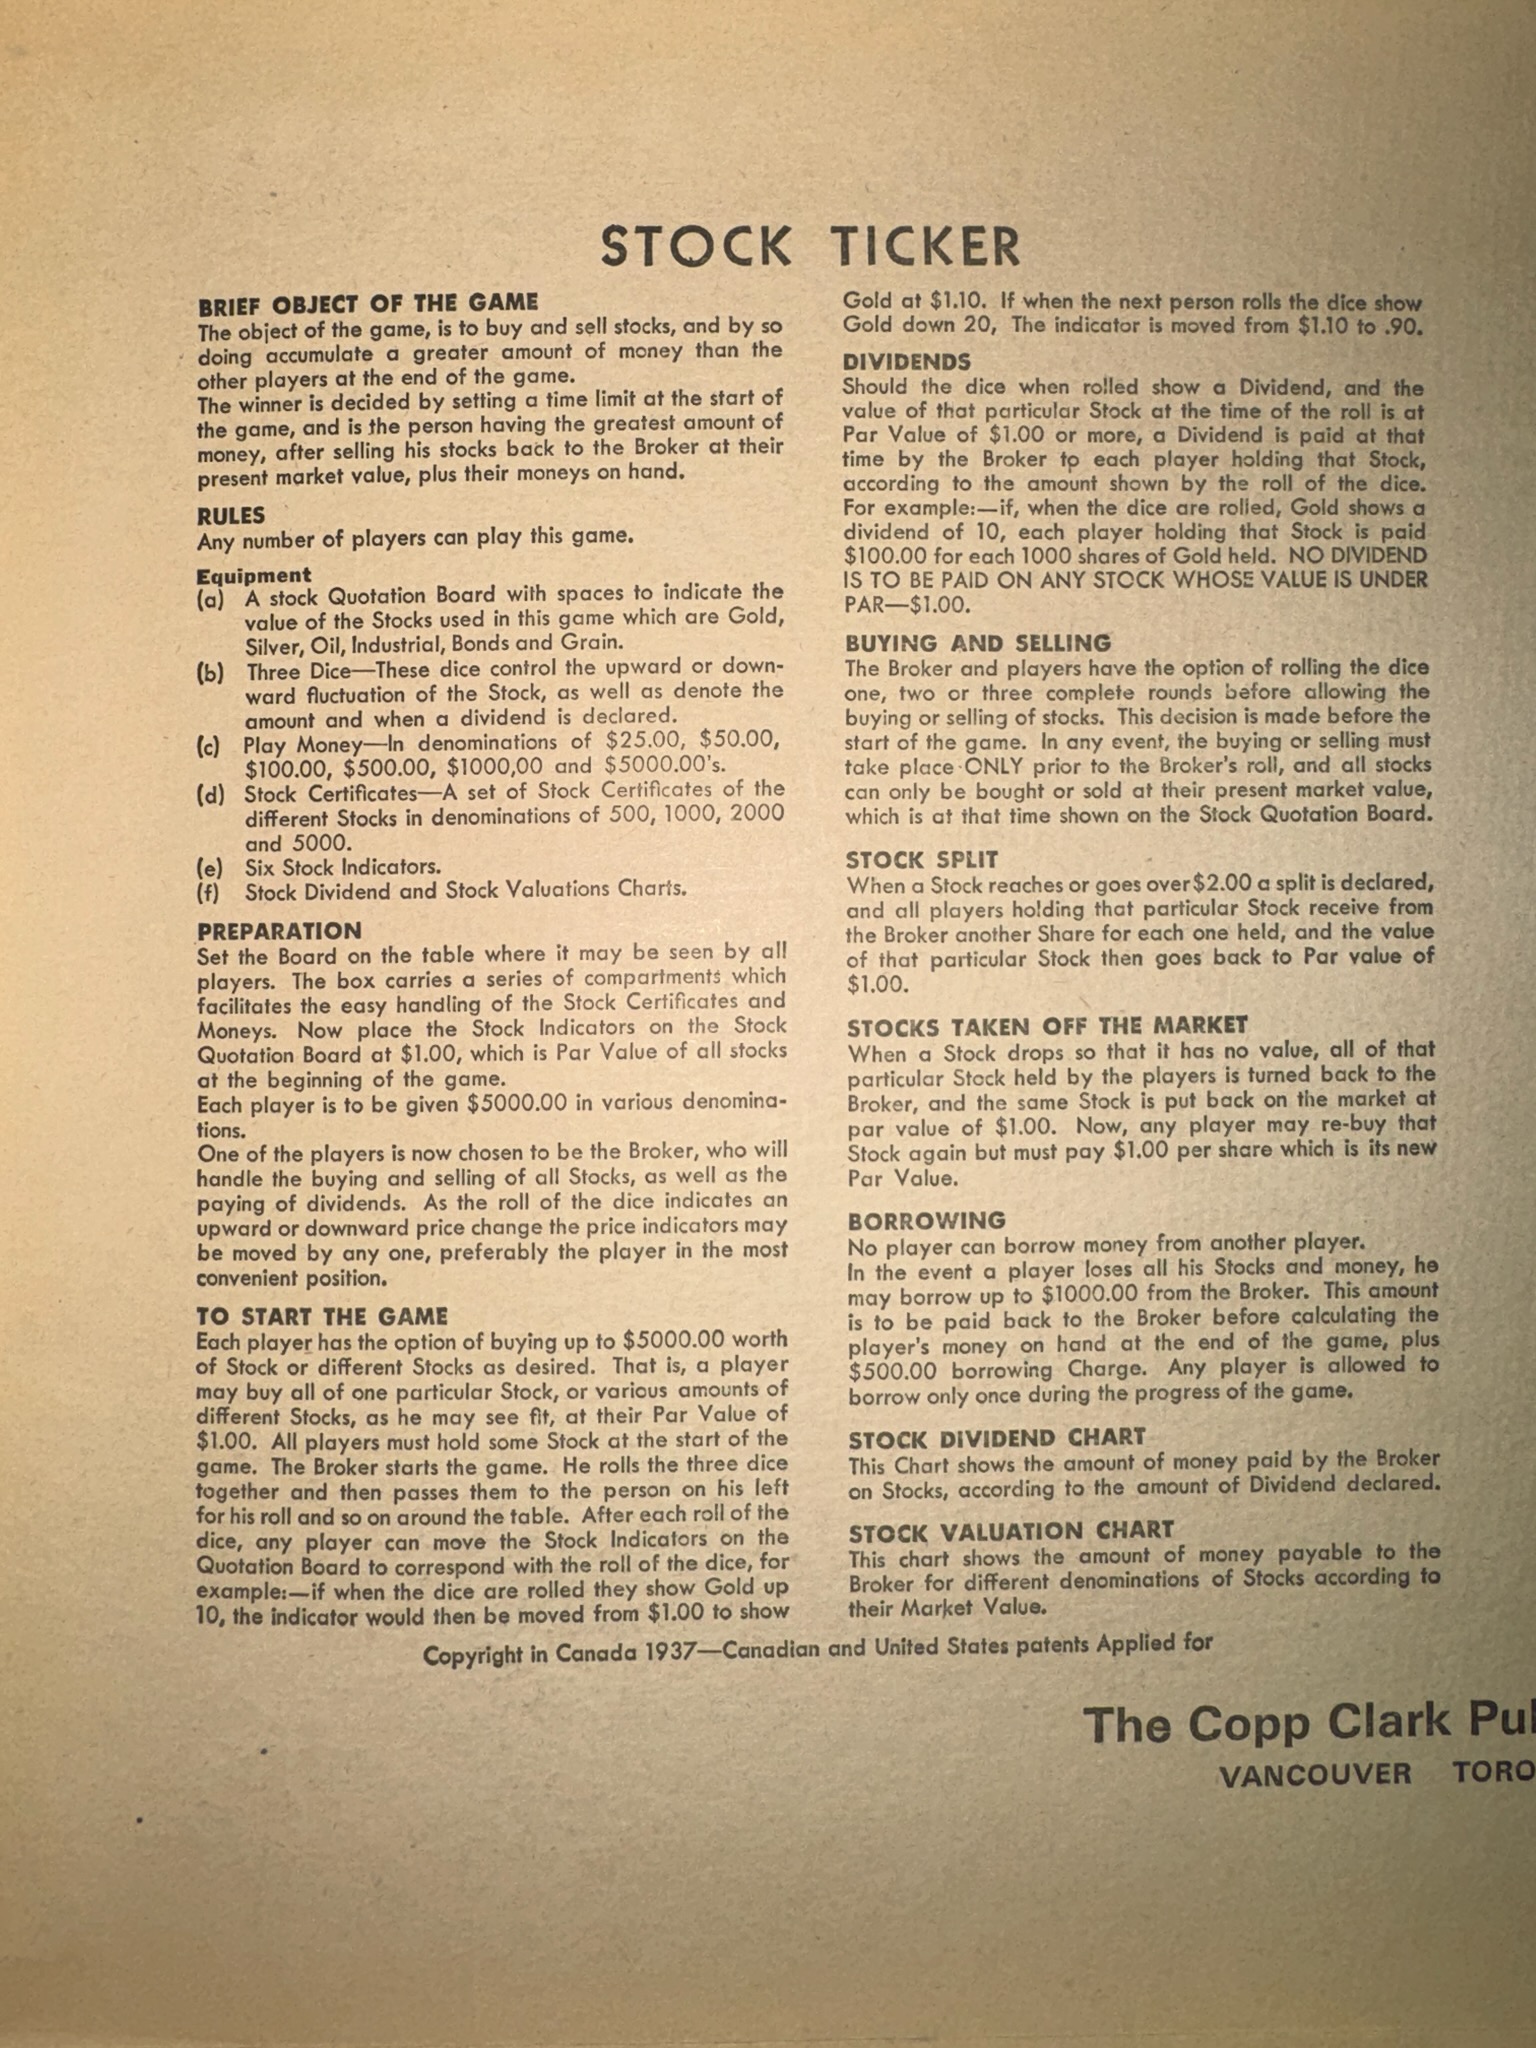 STOCK TICKER
BRIEF OBJECT OF THE GAME
The object of the game, is to buy and sell stocks, and by so
doing accumulate a greater amount of money than the
other players at the end of the game.
The winner is decided by setting a time limit at the start of
the game, and is the person having the greatest amount of
money, after selling his stocks back to the Broker at their
present market value, plus their moneys on hand.
RULES
Any number of players can play this game.
Equipment
(a) A stock Quotation Board with spaces to indicate the
value of the Stocks used in this game which are Gold,
Silver, Oil, Industrial, Bonds and Grain.
(b) Three Dice—These dice control the upward or down-
ward fluctuation of the Stock, as well as denote the
amount and when a dividend is declared.
(c) Play Money—In denominations of $25.00, $50.00,
$100.00, $500.00, $1000,00 and $5000.00's.
(d) Stock Certificates—A set of Stock Certificates of the
different Stocks in denominations of 500, 1000, 2000
and 5000.
(e) Six Stock Indicators.
(f) Stock Dividend and Stock Valuations Charts.
PREPARATION
Set the Board on the table where it may be seen by all
players. The box carries a series of compartments which
facilitates the easy handling of the Stock Certificates and
Moneys. Now place the Stock Indicators on the Stock
Quotation Board at $1.00, which is Par Value of all stocks
at the beginning of the game.
Each player is to be given $5000.00 in various denomina-
tions.
One of the players is now chosen to be the Broker, who will
handle the buying and selling of all Stocks, as well as the
paying of dividends. As the roll of the dice indicates an
upward or downward price change the price indicators may
be moved by any one, preferably the player in the most
convenient position.
TO START THE GAME
Each player has the option of buying up to $5000.00 worth
of Stock or different Stocks as desired. That is, a player
may buy all of one particular Stock, or various amounts of
different Stocks, as he may see fit, at their Par Value of
$1.00. All players must hold some Stock at the start of the
game. The Broker starts the game. He rolls the three dice
together and then passes them to the person on his left
for his roll and so on around the table. After each roll of the
dice, any player can move the Stock Indicators on the
Quotation Board to correspond with the roll of the dice, for
example:—if when the dice are rolled they show Gold up
10, the indicator would then be moved from $1.00 to show
Gold at $1.10. If when the next person rolls the dice show
Gold down 20, The indicator is moved from $1.10 to .90.
DIVIDENDS
Should the dice when rolled show a Dividend, and the
value of that particular Stock at the time of the roll is at
Par Value of $1.00 or more, a Dividend is paid at that
time by the Broker to each player holding that Stock,
according to the amount shown by the roll of the dice.
For example:—if, when the dice are rolled, Gold shows a
dividend of 10, each player holding that Stock is paid
$100.00 for each 1000 shares of Gold held. NO DIVIDEND
IS TO BE PAID ON ANY STOCK WHOSE VALUE IS UNDER
PAR—$1.00.
BUYING AND SELLING
The Broker and players have the option of rolling the dice
one, two or three complete rounds before allowing the
buying or selling of stocks. This decision is made before the
start of the game. In any event, the buying or selling must
take place ONLY prior to the Broker's roll, and all stocks
can only be bought or sold at their present market value,
which is at that time shown on the Stock Quotation Board.
STOCK SPLIT
When a Stock reaches or goes over $2.00 a split is declared,
and all players holding that particular Stock receive from
the Broker another Share for each one held, and the value
of that particular Stock then goes back to Par value of
$1.00.
STOCKS TAKEN OFF THE MARKET
When a Stock drops so that it has no value, all of that
particular Stock held by the players is turned back to the
Broker, and the same Stock is put back on the market at
par value of $1.00. Now, any player may re-buy that
Stock again but must pay $1.00 per share which is its new
Par Value.
BORROWING
No player can borrow money from another player.
In the event a player loses all his Stocks and money, he
may borrow up to $1000.00 from the Broker. This amount
is to be paid back to the Broker before calculating the
player's money on hand at the end of the game, plus
$500.00 borrowing Charge. Any player is allowed to
borrow only once during the progress of the game.
STOCK DIVIDEND CHART
This Chart shows the amount of money paid by the Broker
on Stocks, according to the amount of Dividend declared.
STOCK VALUATION CHART
This chart shows the amount of money payable to the
Broker for different denominations of Stocks according to
their Market Value.
Copyright in Canada 1937—Canadian and United States patents Applied for
The Copp Clark Pu
VANCOUVER TORO